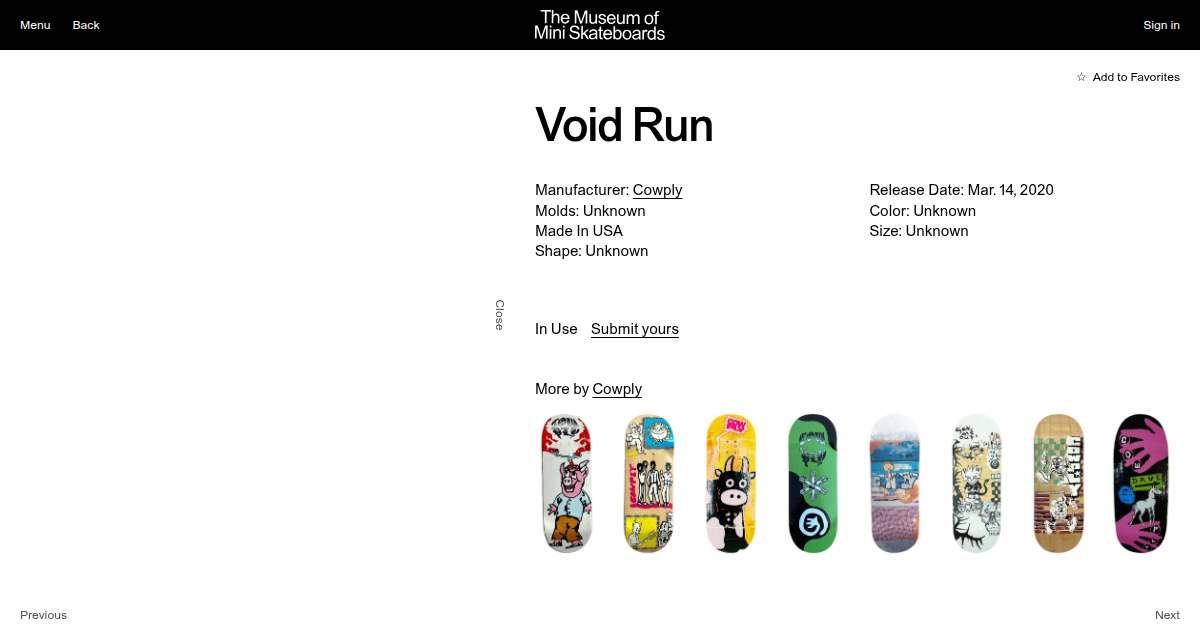 Menu
Back
The Museum of
Mini Skateboards
Sign in
☆ Add to Favorites
Void Run
Manufacturer: Cowply
Molds: Unknown
Made In USA
Shape: Unknown
Release Date: Mar. 14, 2020
Color: Unknown
Size: Unknown
Close
In Use
Submit yours
More by Cowply
Previous
Next